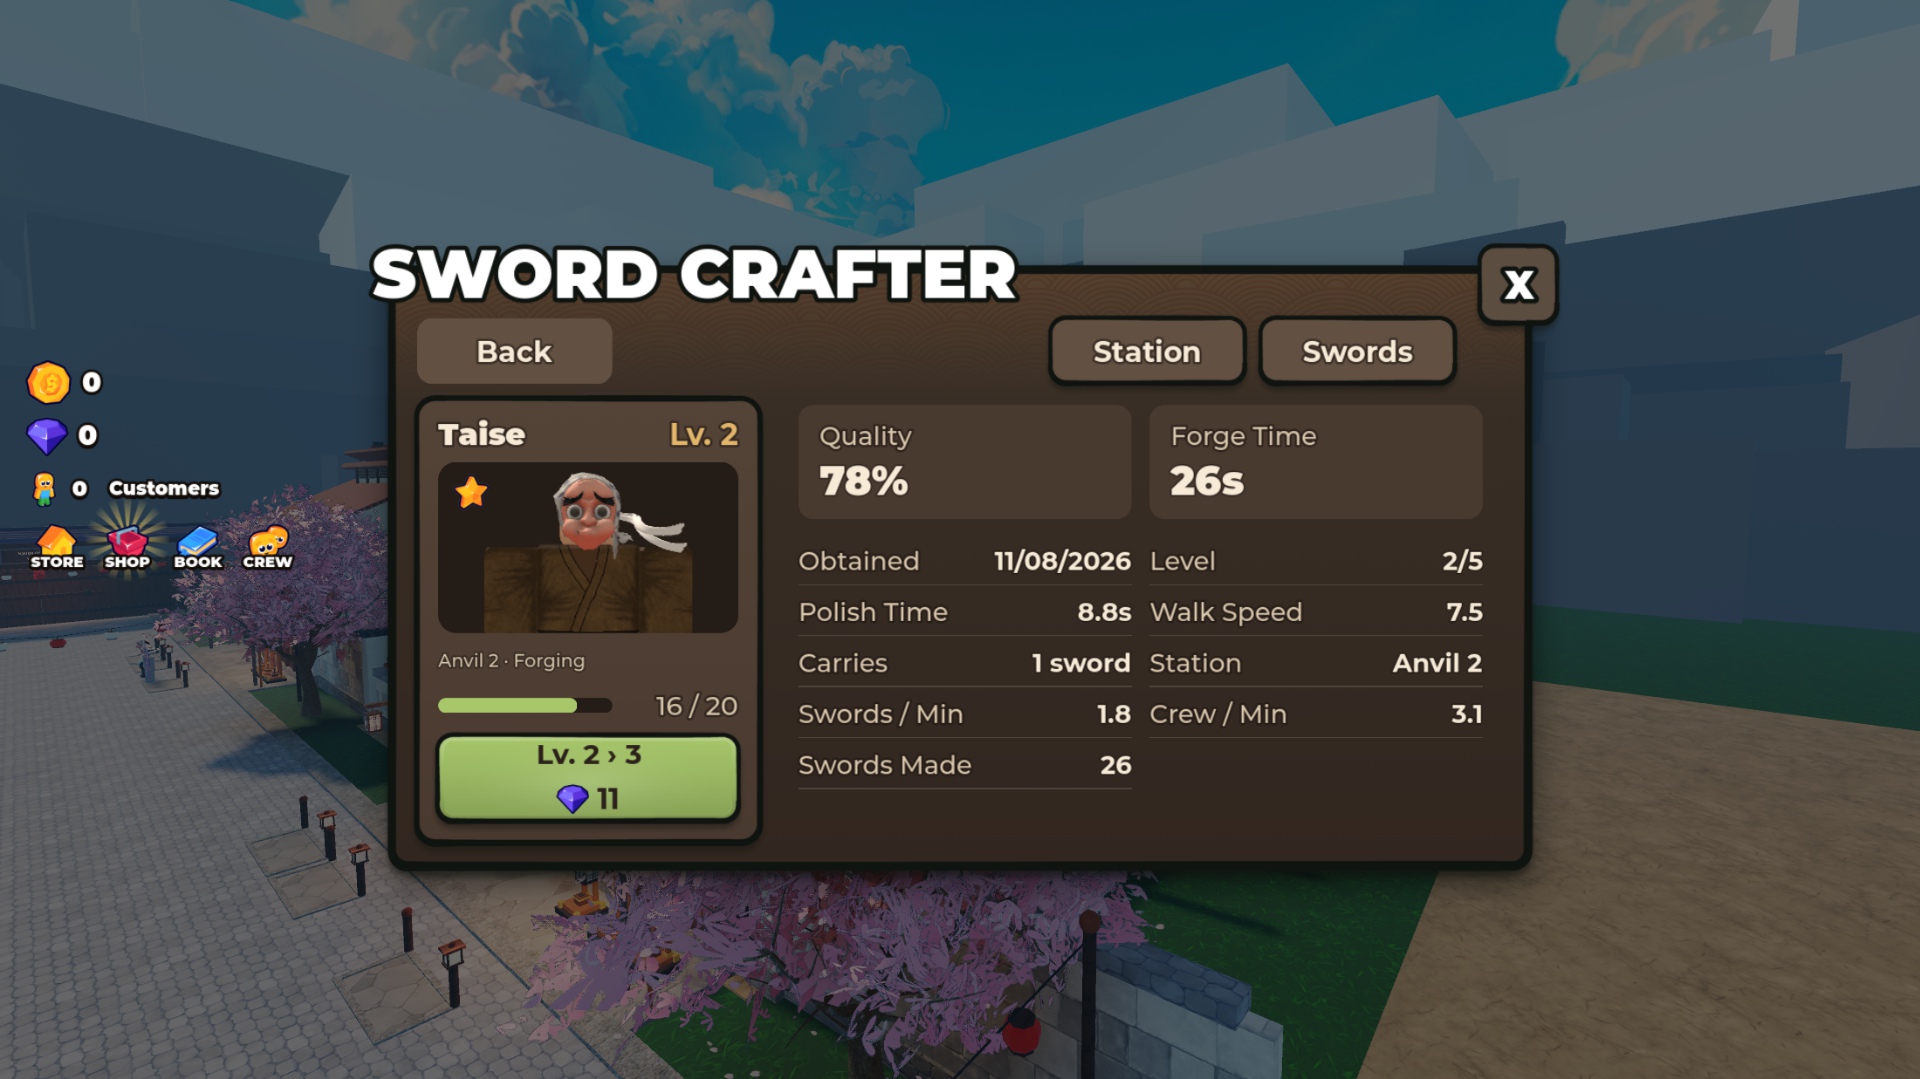 SWORD CRAFTER
X
Back
Station
Swords
0
0
0 Customers
STORE
SHOP
BOOK
CREW
Taise
Lv. 2
Anvil 2 · Forging
16 / 20
Lv. 2 › 3
11
Quality
78%
Forge Time
26s
Obtained 11/08/2026
Level 2/5
Polish Time 8.8s
Walk Speed 7.5
Carries 1 sword
Station Anvil 2
Swords / Min 1.8
Crew / Min 3.1
Swords Made 26